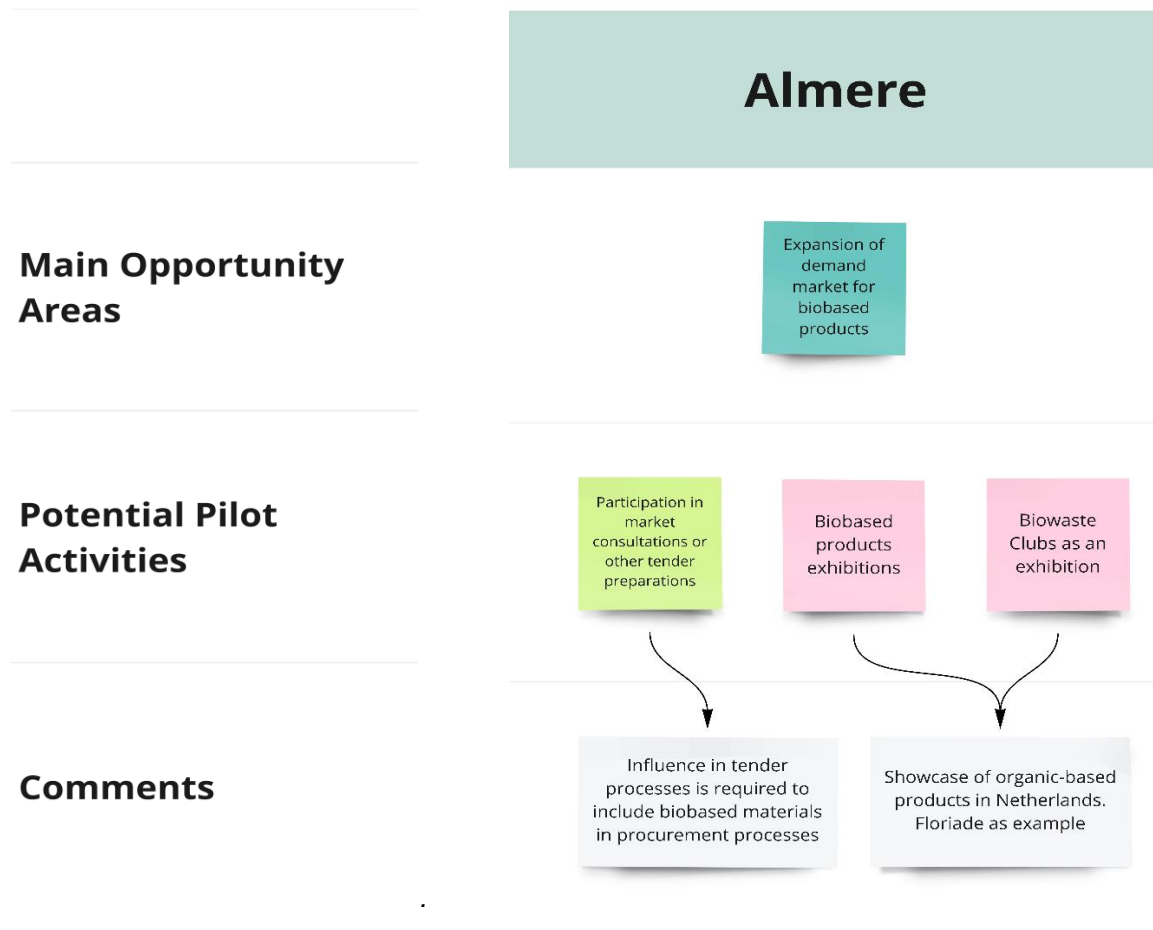 Almere
Main Opportunity
Areas
Expansion of
demand
market for
biobased
products
Potential Pilot
Activities
Participation in
market
consultations or
other tender
preparations
Biobased
products
exhibitions
Biowaste
Clubs as an
exhibition
Comments
Influence in tender
processes is required to
include biobased materials
in procurement processes
Showcase of organic-based
products in Netherlands.
Floriade as example
.